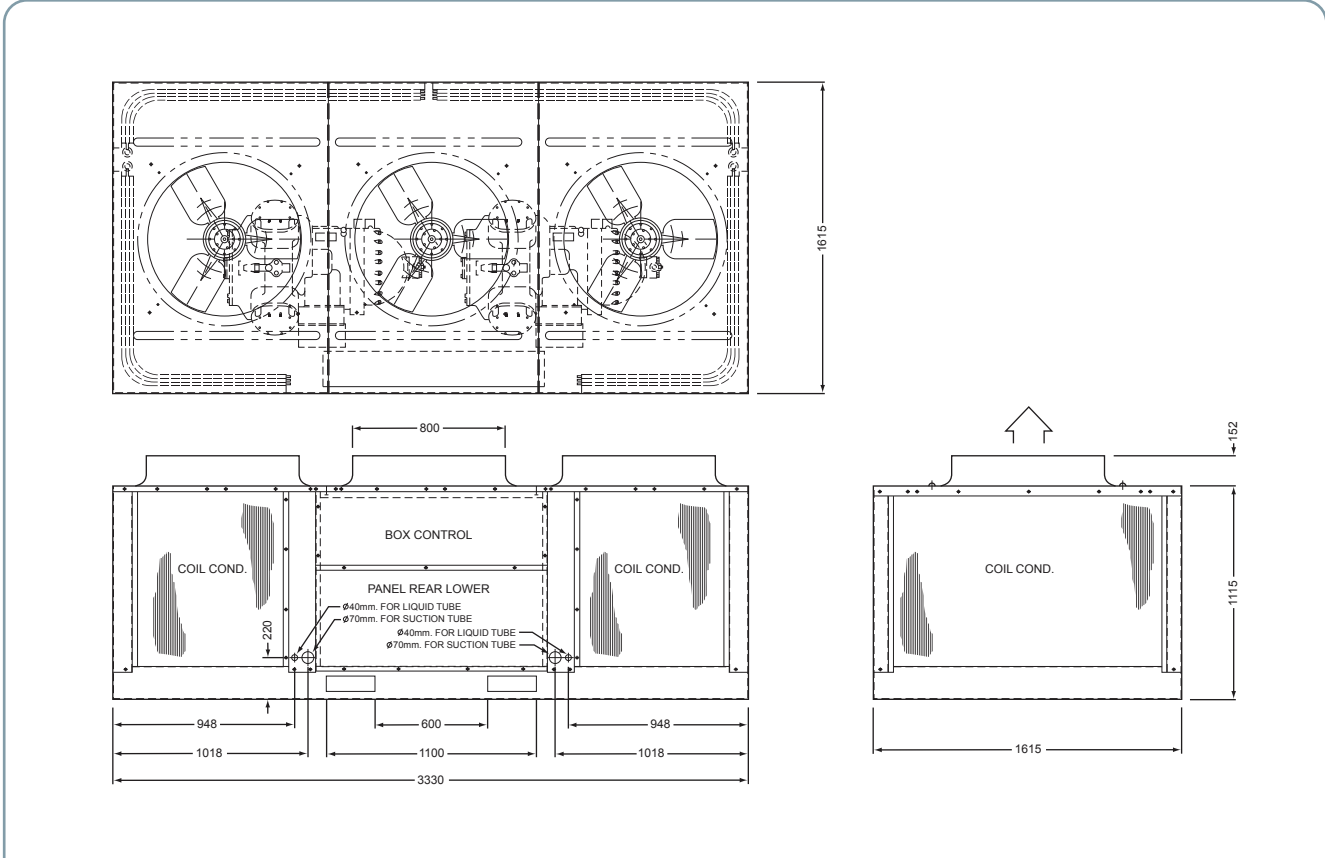 1615
800
152
BOX CONTROL
COIL COND.
COIL COND.
COIL COND.
PANEL REAR LOWER
Ø40mm. FOR LIQUID TUBE
Ø70mm. FOR SUCTION TUBE
Ø40mm. FOR LIQUID TUBE
Ø70mm. FOR SUCTION TUBE
220
1115
948
600
948
1018
1100
1018
1615
3330